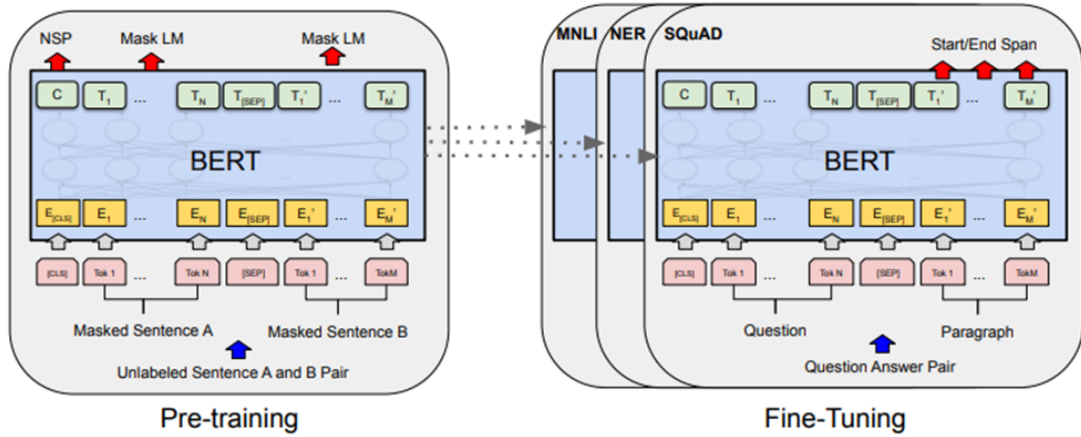 NSP Mask LM Mask LM
C T1 ... TN T[SEP] T1' ... TM'
BERT
E[CLS] E1 ... EN E[SEP] E1' ... EM'
[CLS] Tok 1 ... Tok N [SEP] Tok 1 ... TokM
Masked Sentence A Masked Sentence B
Unlabeled Sentence A and B Pair
Pre-training
MNLI NER SQuAD
Start/End Span
C T1 ... TN T[SEP] T1' ... TM'
BERT
E[CLS] E1 ... EN E[SEP] E1' ... EM'
[CLS] Tok 1 ... Tok N [SEP] Tok 1 ... TokM
Question Paragraph
Question Answer Pair
Fine-Tuning